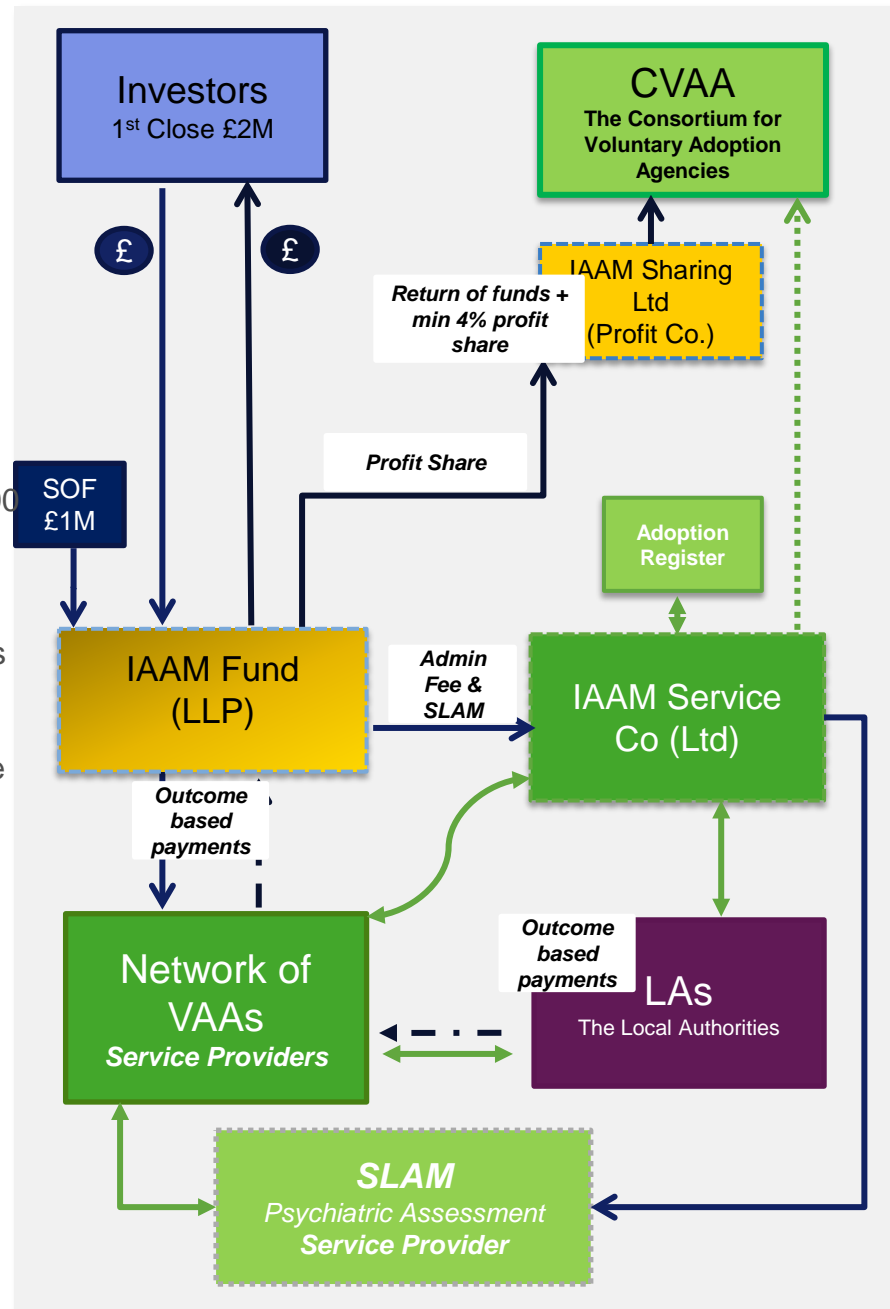 Investors
1st Close £2M
CVAA
The Consortium for
Voluntary Adoption
Agencies
£
£
IAAM Sharing
Ltd
(Profit Co.)
Return of funds +
min 4% profit
share
Profit Share
SOF
£1M
Adoption
Register
IAAM Fund
(LLP)
Admin
Fee &
SLAM
IAAM Service
Co (Ltd)
Outcome
based
payments
Outcome
based
payments
Network of
VAAs
Service Providers
LAs
The Local Authorities
SLAM
Psychiatric Assessment
Service Provider